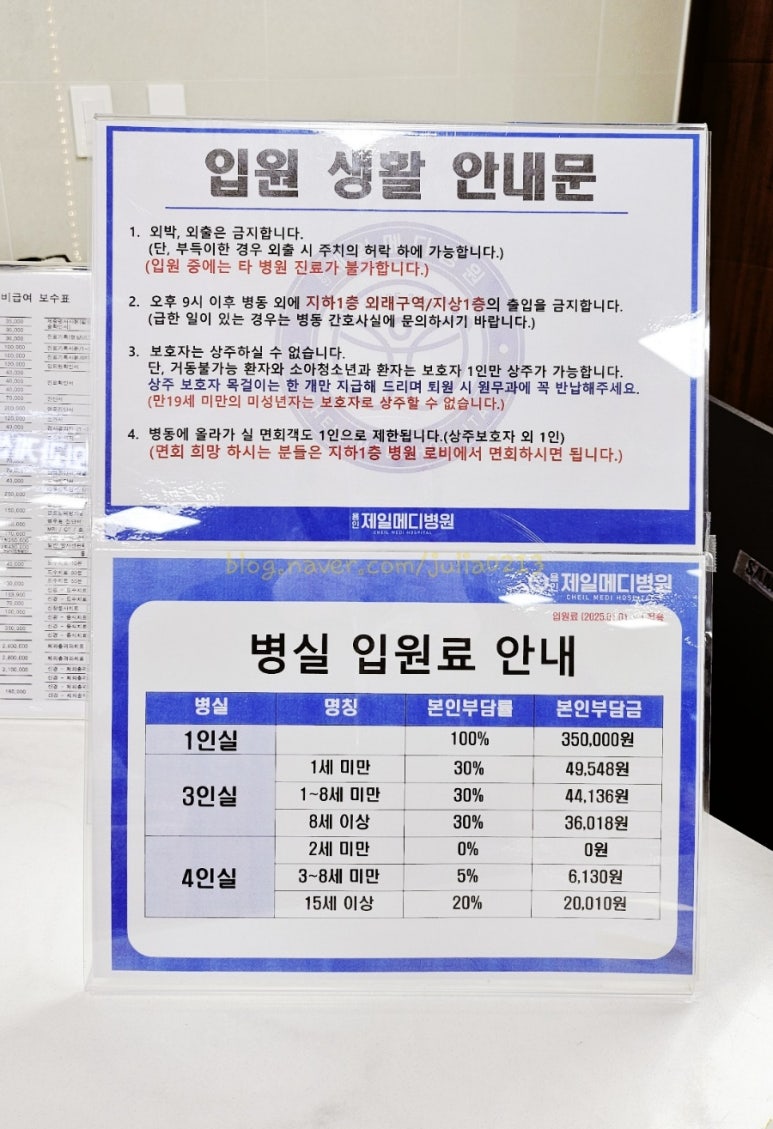 입원 생활 안내문
1. 외박, 외출은 금지합니다.
(단, 부득이한 경우 외출 시 주치의 허락 하에 가능합니다.)
(입원 중에는 타 병원 진료가 불가합니다.)
2. 오후 9시 이후 병동 외에 지하1층 외래구역/지상1층의 출입을 금지합니다.
(급한 일이 있는 경우는 병동 간호사실에 문의하시기 바랍니다.)
3. 보호자는 상주하실 수 없습니다.
단, 거동불가능 환자와 소아청소년과 환자는 보호자 1인만 상주가 가능합니다.
상주 보호자 목걸이는 한 개만 지급해 드리며 퇴원 시 원무과에 꼭 반납해주세요.
(만19세 미만의 미성년자는 보호자로 상주할 수 없습니다.)
4. 병동에 올라가 실 면회객도 1인으로 제한됩니다.(상주보호자 외 1인)
(면회 희망 하시는 분들은 지하1층 병원 로비에서 면회하시면 됩니다.)
용인 제일메디병원
CHEIL MEDI HOSPITAL
blog.naver.com/julia0213
용인 제일메디병원
CHEIL MEDI HOSPITAL
입원료 (2025.01.01)
병실 입원료 안내
병실 명칭 본인부담률 본인부담금
1인실 100% 350,000원
3인실 1세 미만 30% 49,548원
1~8세 미만 30% 44,136원
8세 이상 30% 36,018원
4인실 2세 미만 0% 0원
3~8세 미만 5% 6,130원
15세 이상 20% 20,010원
비급여 보수표